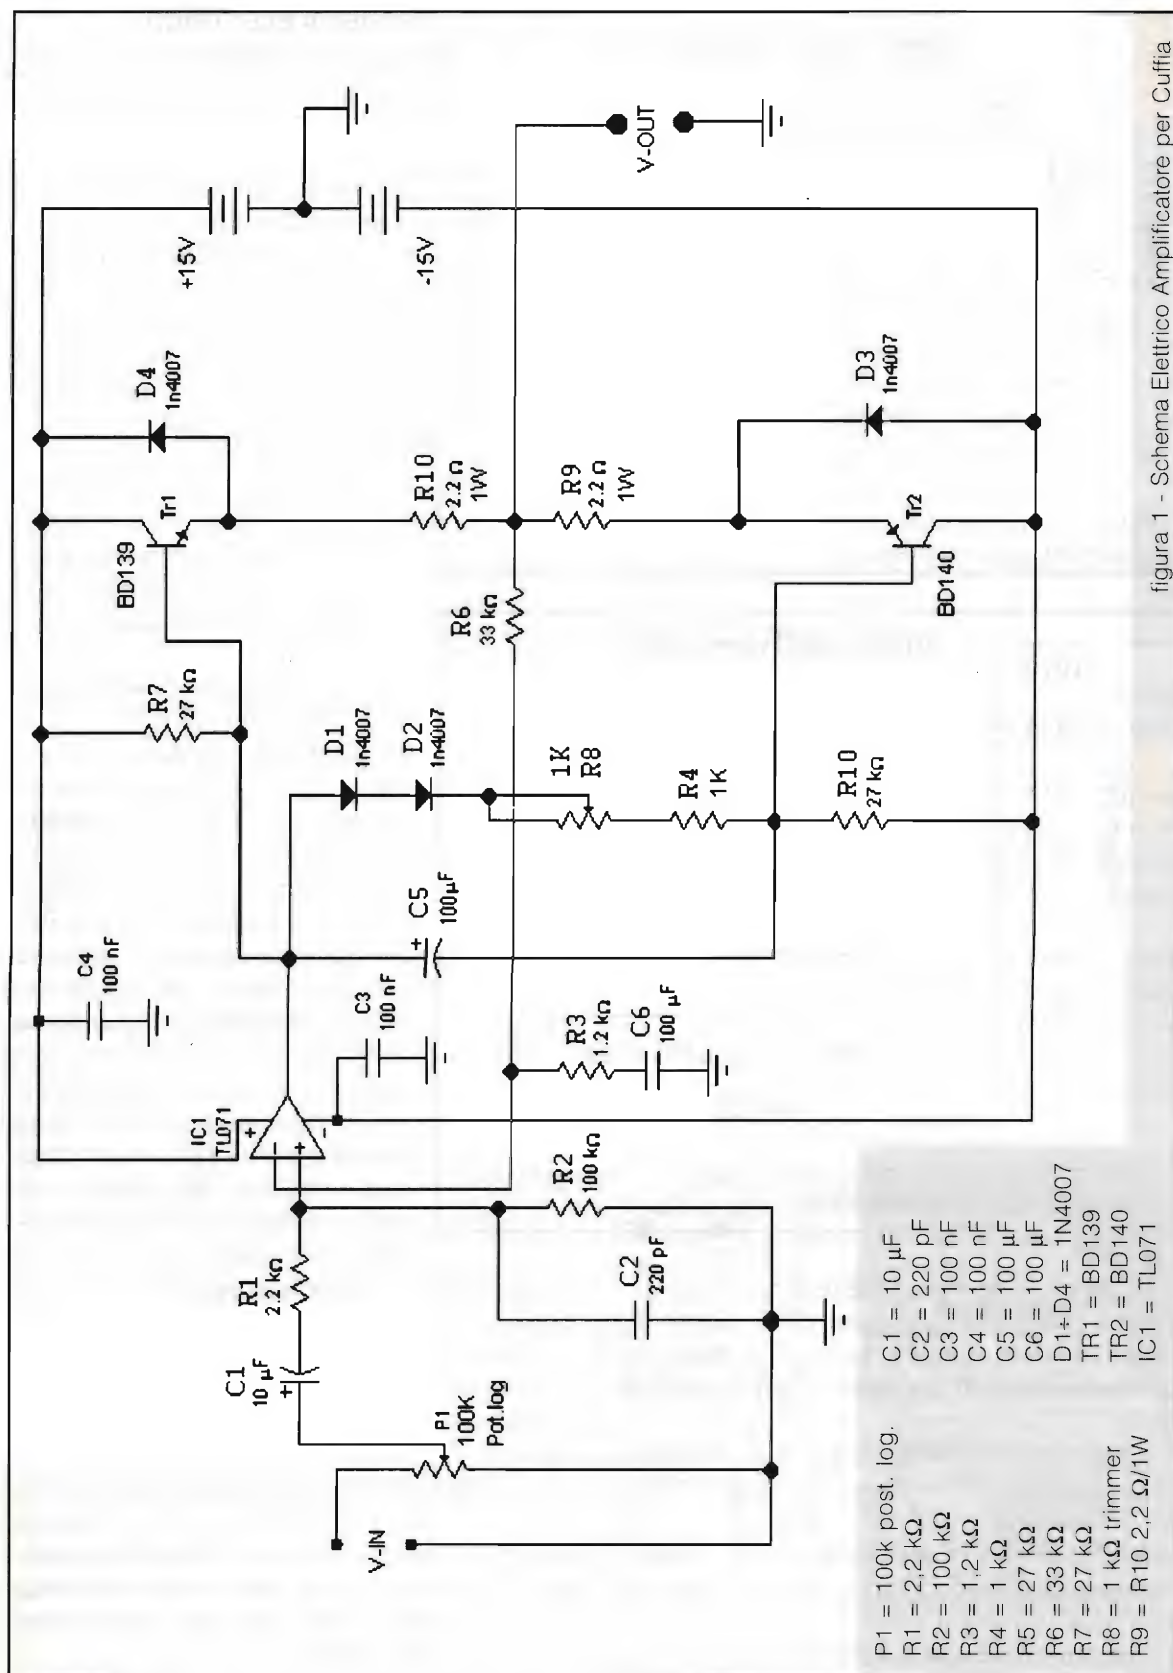 +15V
-15V
V-OUT
D4
1n4007
Tr1
BD139
R10
2.2 Ω
1W
R9
2.2 Ω
1W
D3
1n4007
Tr2
BD140
R7
27 kΩ
R6
33 kΩ
D1
1n4007
D2
1n4007
1K
R8
R4
1K
R10
27 kΩ
C4
100 nF
C5
+
100µF
C3
100 nF
R3
1.2 kΩ
C6
100 µF
IC1
TL071
+
-
-
+
R2
100 kΩ
R1
2.2 kΩ
C2
220 pF
C1
10 µF
+
P1
100K
Pot.log
V-IN
P1 = 100k post. log.
R1 = 2,2 kΩ
R2 = 100 kΩ
R3 = 1,2 kΩ
R4 = 1 kΩ
R5 = 27 kΩ
R6 = 33 kΩ
R7 = 27 kΩ
R8 = 1 kΩ trimmer
R9 = R10 2,2 Ω/1W
C1 = 10 µF
C2 = 220 pF
C3 = 100 nF
C4 = 100 nF
C5 = 100 µF
C6 = 100 µF
D1÷D4 = 1N4007
TR1 = BD139
TR2 = BD140
IC1 = TL071
figura 1 - Schema Elettrico Amplificatore per Cuffia